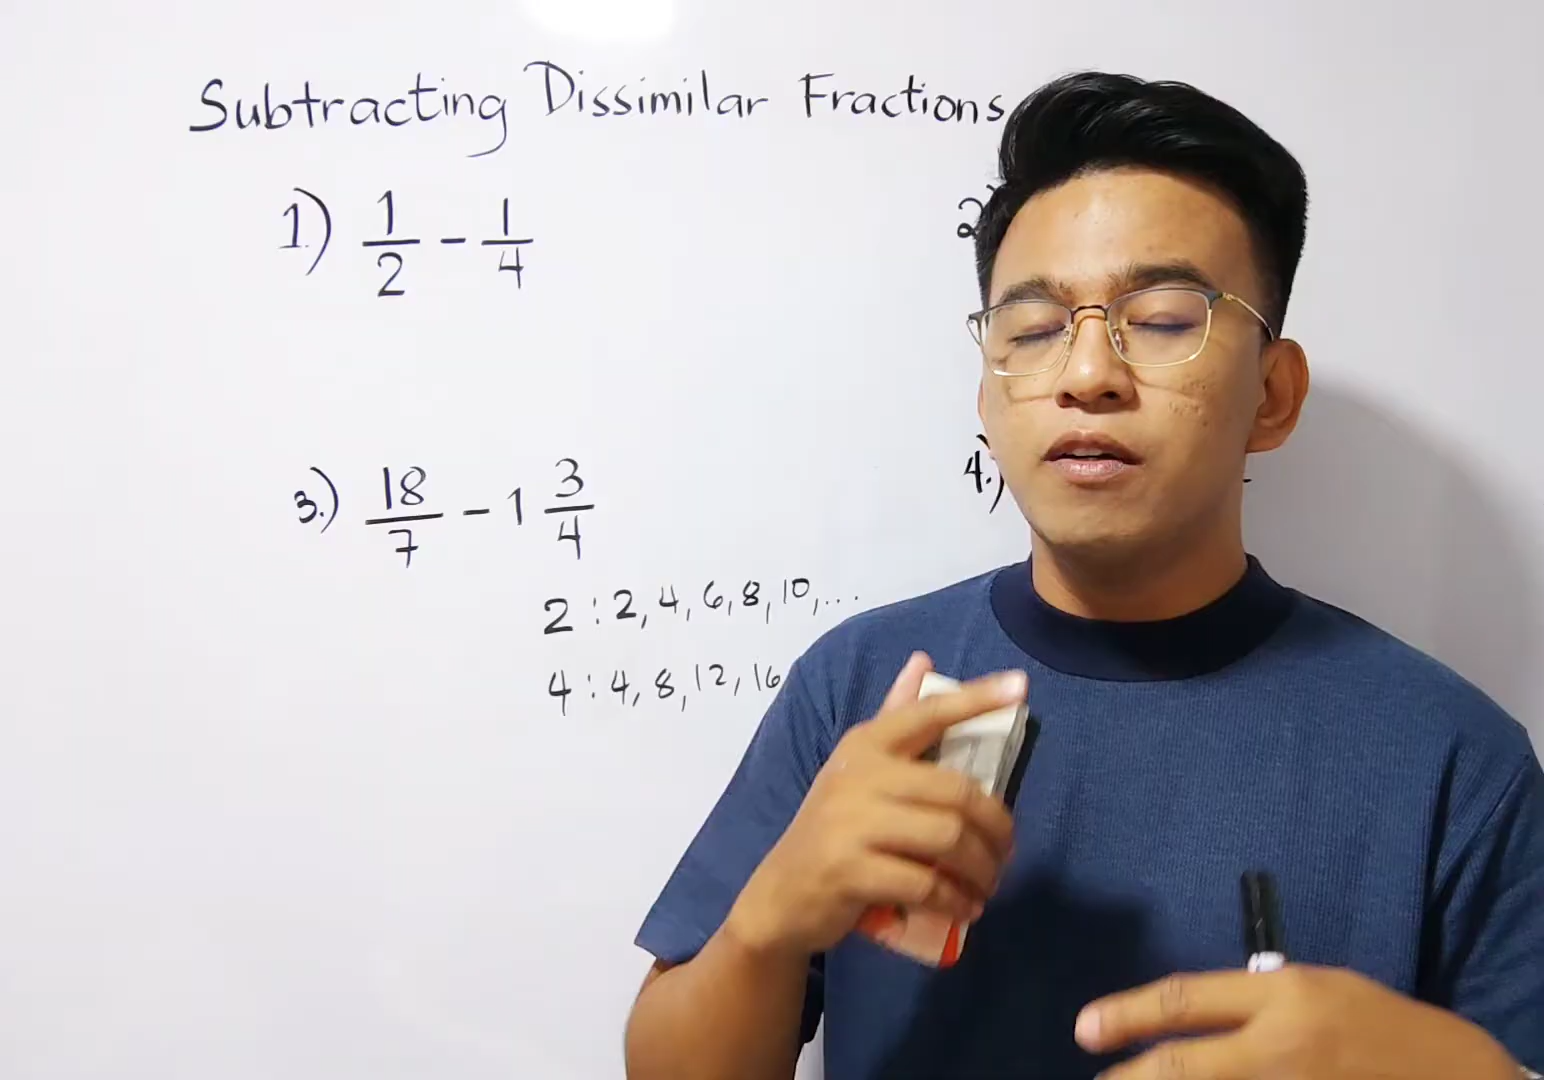 Subtracting Dissimilar Fractions
1.) 1/2 - 1/4
2
3.) 18/7 - 1 3/4
4.)
2 : 2, 4, 6, 8, 10, ...
4 : 4, 8, 12, 16